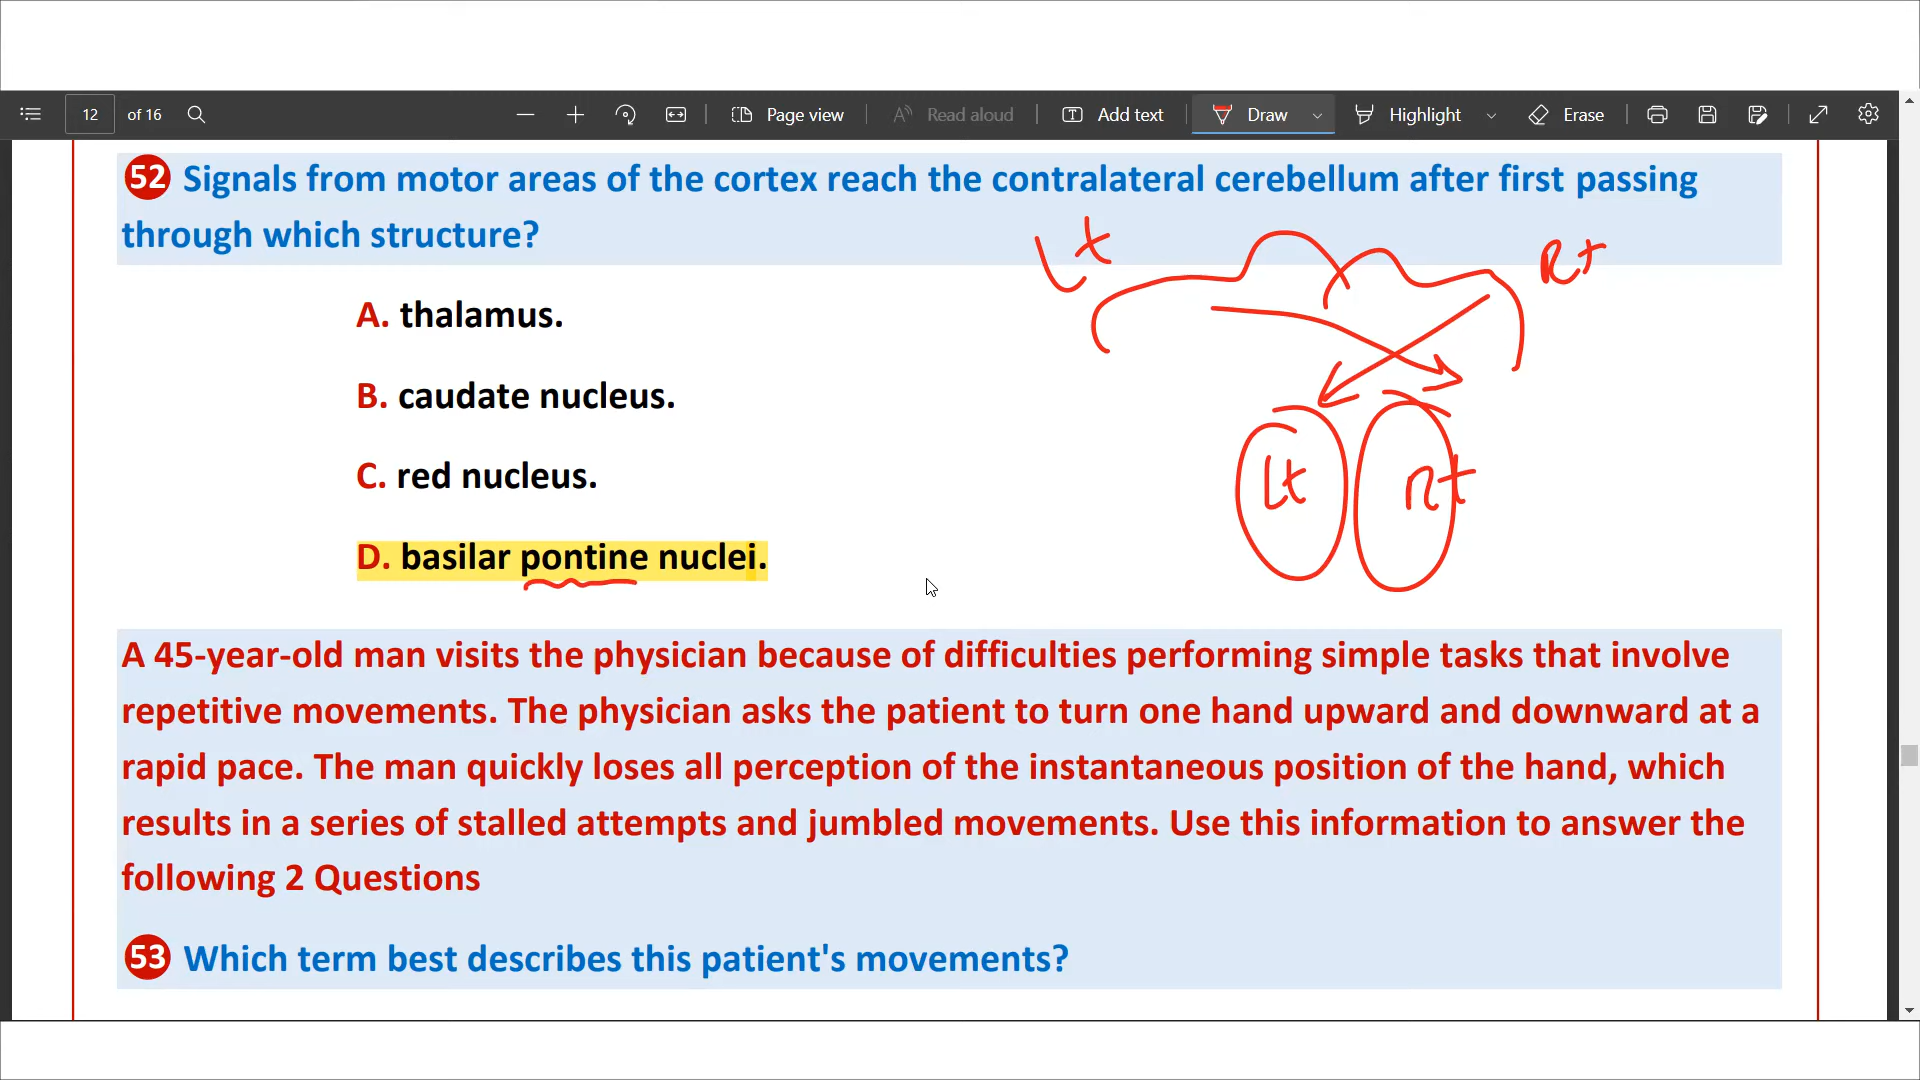 12 of 16 Page view Read aloud Add text Draw Highlight Erase
52 Signals from motor areas of the cortex reach the contralateral cerebellum after first passing
through which structure?
Lt Rt
A. thalamus.
B. caudate nucleus.
C. red nucleus.
Lt Rt
D. basilar pontine nuclei.
A 45-year-old man visits the physician because of difficulties performing simple tasks that involve
repetitive movements. The physician asks the patient to turn one hand upward and downward at a
rapid pace. The man quickly loses all perception of the instantaneous position of the hand, which
results in a series of stalled attempts and jumbled movements. Use this information to answer the
following 2 Questions
53 Which term best describes this patient's movements?